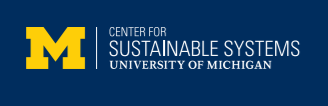 M
CENTER FOR
SUSTAINABLE SYSTEMS
UNIVERSITY OF MICHIGAN